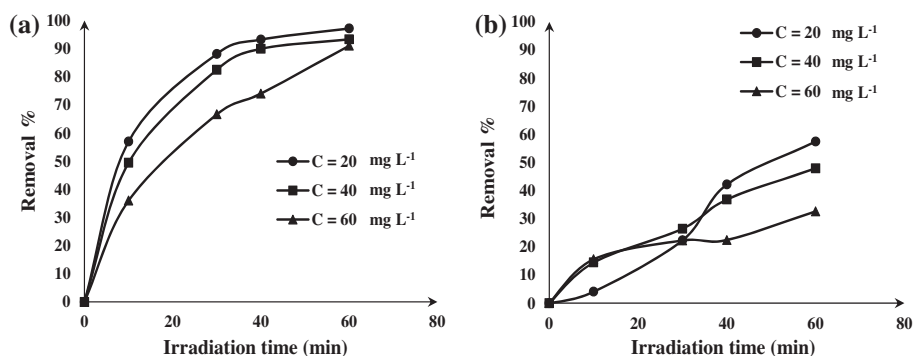 (a)
Removal %
100
90
80
70
60
50
40
30
20
10
0
C = 20 mg L-1
C = 40 mg L-1
C = 60 mg L-1
0 20 40 60 80
Irradiation time (min)
(b)
Removal %
100
90
80
70
60
50
40
30
20
10
0
C = 20 mg L-1
C = 40 mg L-1
C = 60 mg L-1
0 20 40 60 80
Irradiation time (min)